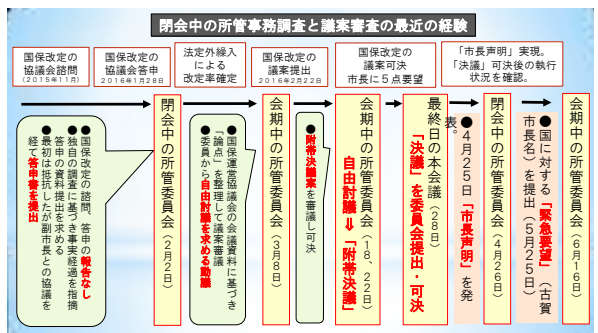 閉会中の所管事務調査と議案審査の最近の経験
国保改定の
協議会諮問
（2015年11月）
国保改定の
協議会答申
2016年1月28日
法定外繰入
による
改定率確定
国保改定の
議案提出
2016年2月22日
国保改定の
議案可決
市長に５点要望
「市長声明」実現。
「決議」可決後の執行
状況を確認。
●国保改定の諮問、答申の報告なし
●独自の調査に基づき事実経過を指摘
答申の資料提出を求める
●最初は抵抗したが副市長との協議を
経て答申書を提出
閉会中の所管委員会（２月２日）
●国保運営協議会の会議資料に基づき
「論点」を整理して議案審議
●委員から自由討議を求める動議
会期中の所管委員会（３月８日）
●附帯決議案を審議し可決
会期中の所管委員会（18、22日）
自由討議⇓「附帯決議」
最終日の本会議（28日）
「決議」を委員会提出・可決
●４月25日「市長声明」を発
表。
閉会中の所管委員会（４月26日）
●国に対する「緊急要望」（古賀
市長名）を提出（５月25日）
会期中の所管委員会（６月16日）